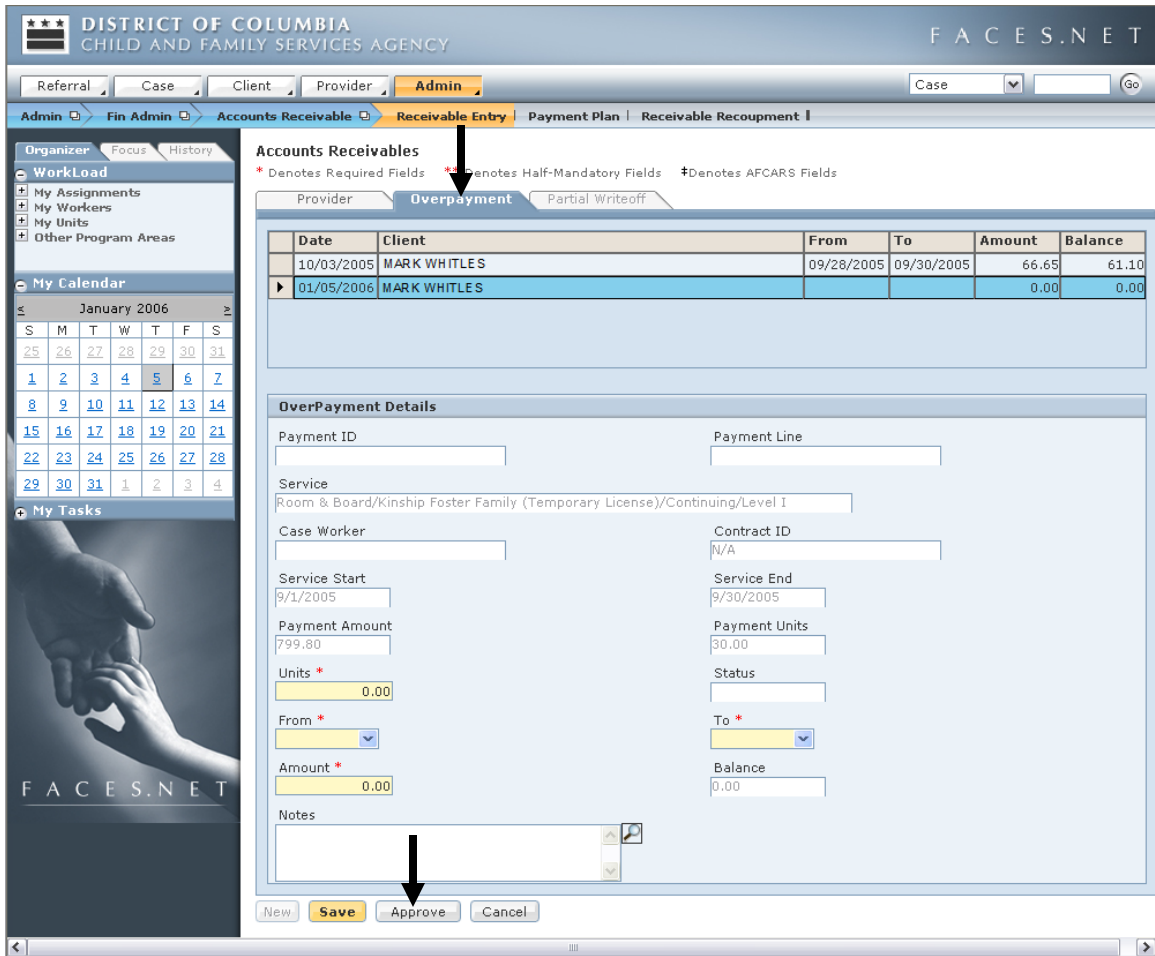 DISTRICT OF COLUMBIA
CHILD AND FAMILY SERVICES AGENCY
FACES.NET
Referral Case Client Provider Admin Case Go
Admin Fin Admin Accounts Receivable Receivable Entry Payment Plan Receivable Recoupment
Organizer Focus History
WorkLoad
My Assignments
My Workers
My Units
Other Program Areas
My Calendar
< January 2006 >
S M T W T F S
25 26 27 28 29 30 31
1 2 3 4 5 6 7
8 9 10 11 12 13 14
15 16 17 18 19 20 21
22 23 24 25 26 27 28
29 30 31 1 2 3 4
My Tasks
FACES.NET
Accounts Receivables
* Denotes Required Fields ** Denotes Half-Mandatory Fields ‡Denotes AFCARS Fields
Provider Overpayment Partial Writeoff
Date Client From To Amount Balance
10/03/2005 MARK WHITLES 09/28/2005 09/30/2005 66.65 61.10
01/05/2006 MARK WHITLES 0.00 0.00
OverPayment Details
Payment ID Payment Line
Service
Room & Board/Kinship Foster Family (Temporary License)/Continuing/Level I
Case Worker Contract ID
N/A
Service Start Service End
9/1/2005 9/30/2005
Payment Amount Payment Units
799.80 30.00
Units * Status
0.00
From * To *
Amount * Balance
0.00 0.00
Notes
New Save Approve Cancel